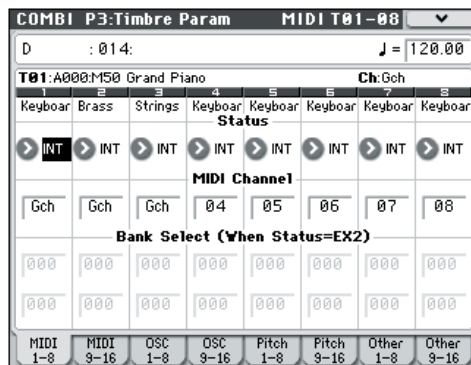 COMBI P3:Timbre Param MIDI T01-08
D :014: ♩= 120.00
T01:A000:M50 Grand Piano Ch:Gch
1 2 3 4 5 6 7 8
Keyboar Brass Strings Keyboar Keyboar Keyboar Keyboar Keyboar
Status
INT INT INT INT INT INT INT INT
MIDI Channel
Gch Gch Gch 04 05 06 07 08
Bank Select (When Status=EX2)
000 000 000 000 000 000 000 000
000 000 000 000 000 000 000 000
MIDI 1-8 MIDI 9-16 OSC 1-8 OSC 9-16 Pitch 1-8 Pitch 9-16 Other 1-8 Other 9-16